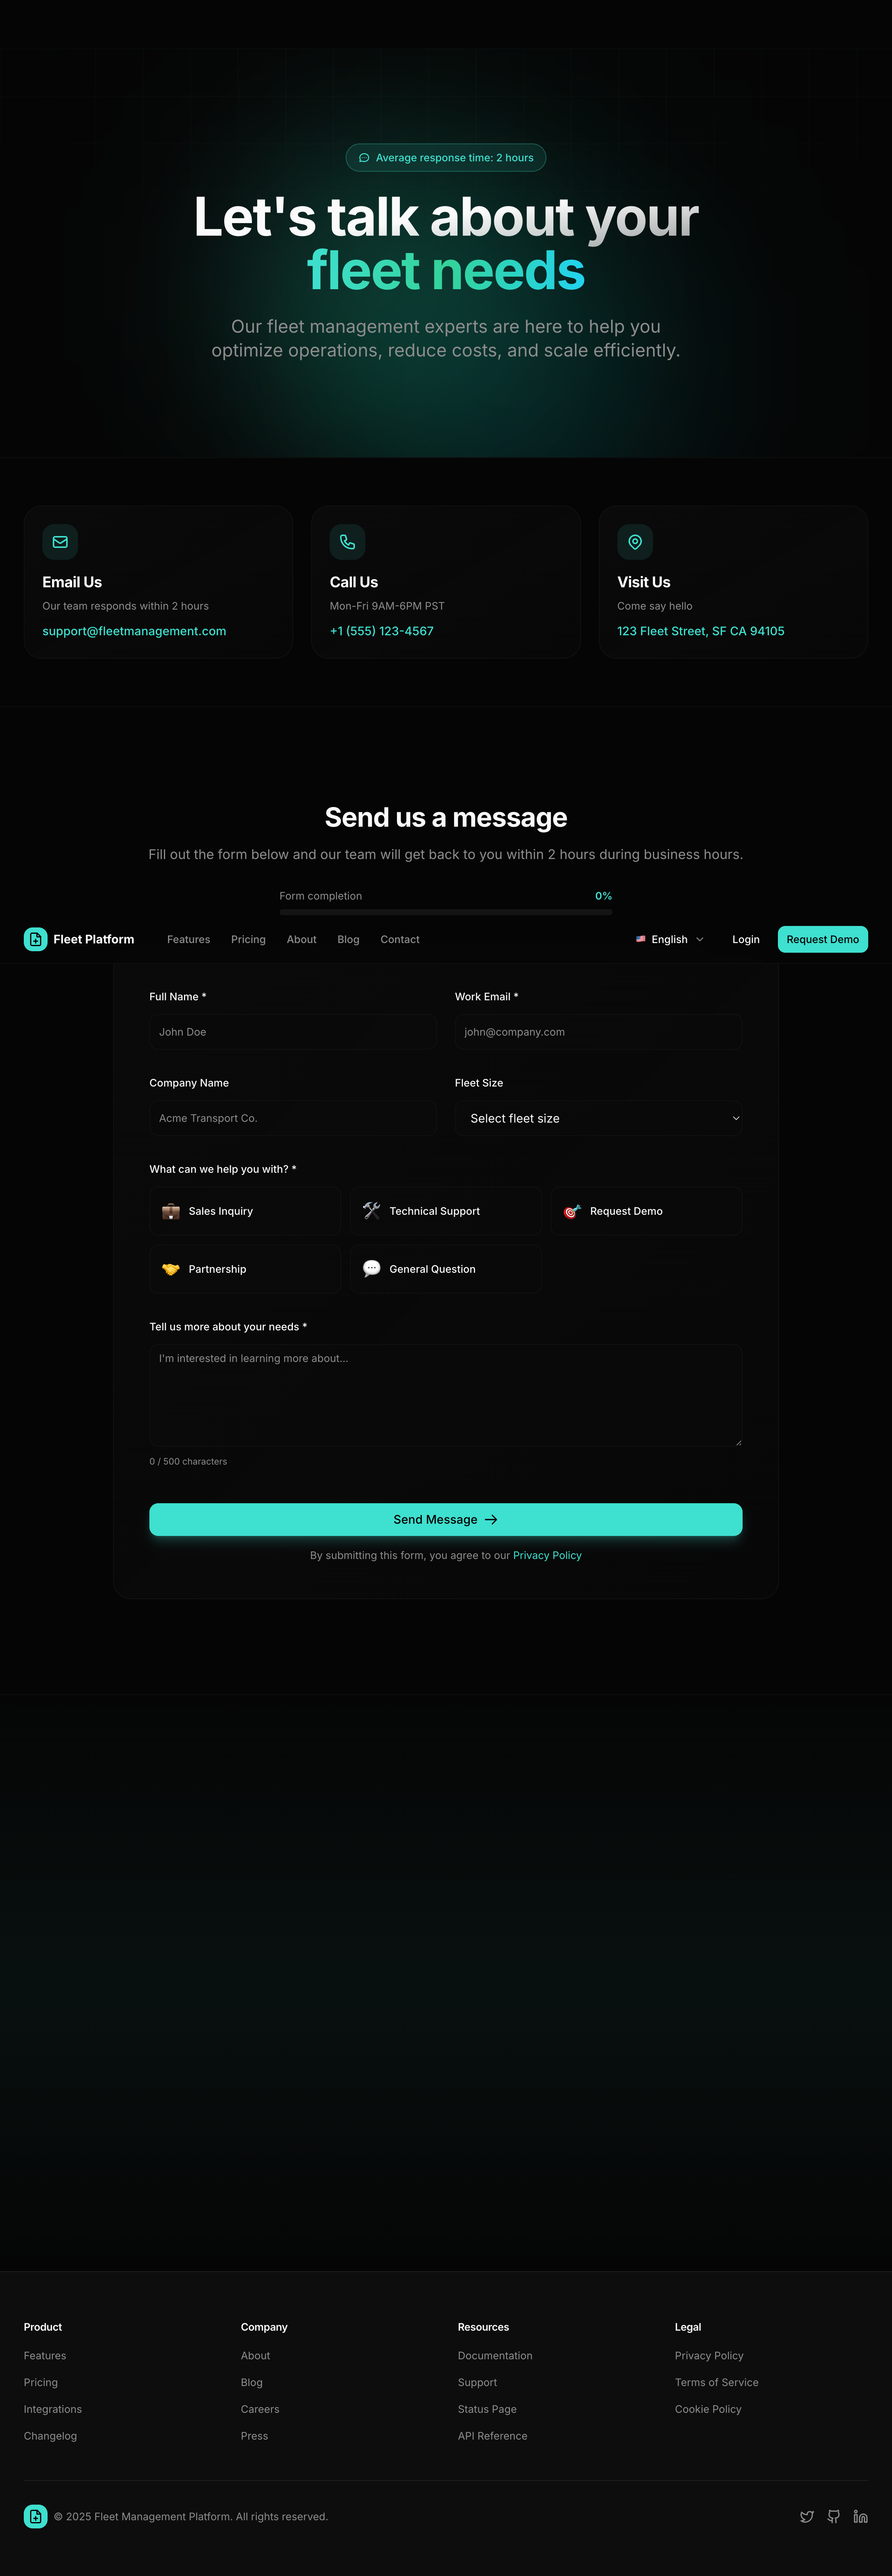 Average response time: 2 hours
Let's talk about your
fleet needs
Our fleet management experts are here to help you
optimize operations, reduce costs, and scale efficiently.
Email Us
Our team responds within 2 hours
support@fleetmanagement.com
Call Us
Mon-Fri 9AM-6PM PST
+1 (555) 123-4567
Visit Us
Come say hello
123 Fleet Street, SF CA 94105
Send us a message
Fill out the form below and our team will get back to you within 2 hours during business hours.
Form completion 0%
Fleet Platform Features Pricing About Blog Contact English Login Request Demo
Full Name * Work Email *
John Doe john@company.com
Company Name Fleet Size
Acme Transport Co. Select fleet size
What can we help you with? *
Sales Inquiry Technical Support Request Demo
Partnership General Question
Tell us more about your needs *
I'm interested in learning more about...
0 / 500 characters
Send Message
By submitting this form, you agree to our Privacy Policy
Product
Features
Pricing
Integrations
Changelog
Company
About
Blog
Careers
Press
Resources
Documentation
Support
Status Page
API Reference
Legal
Privacy Policy
Terms of Service
Cookie Policy
© 2025 Fleet Management Platform. All rights reserved.